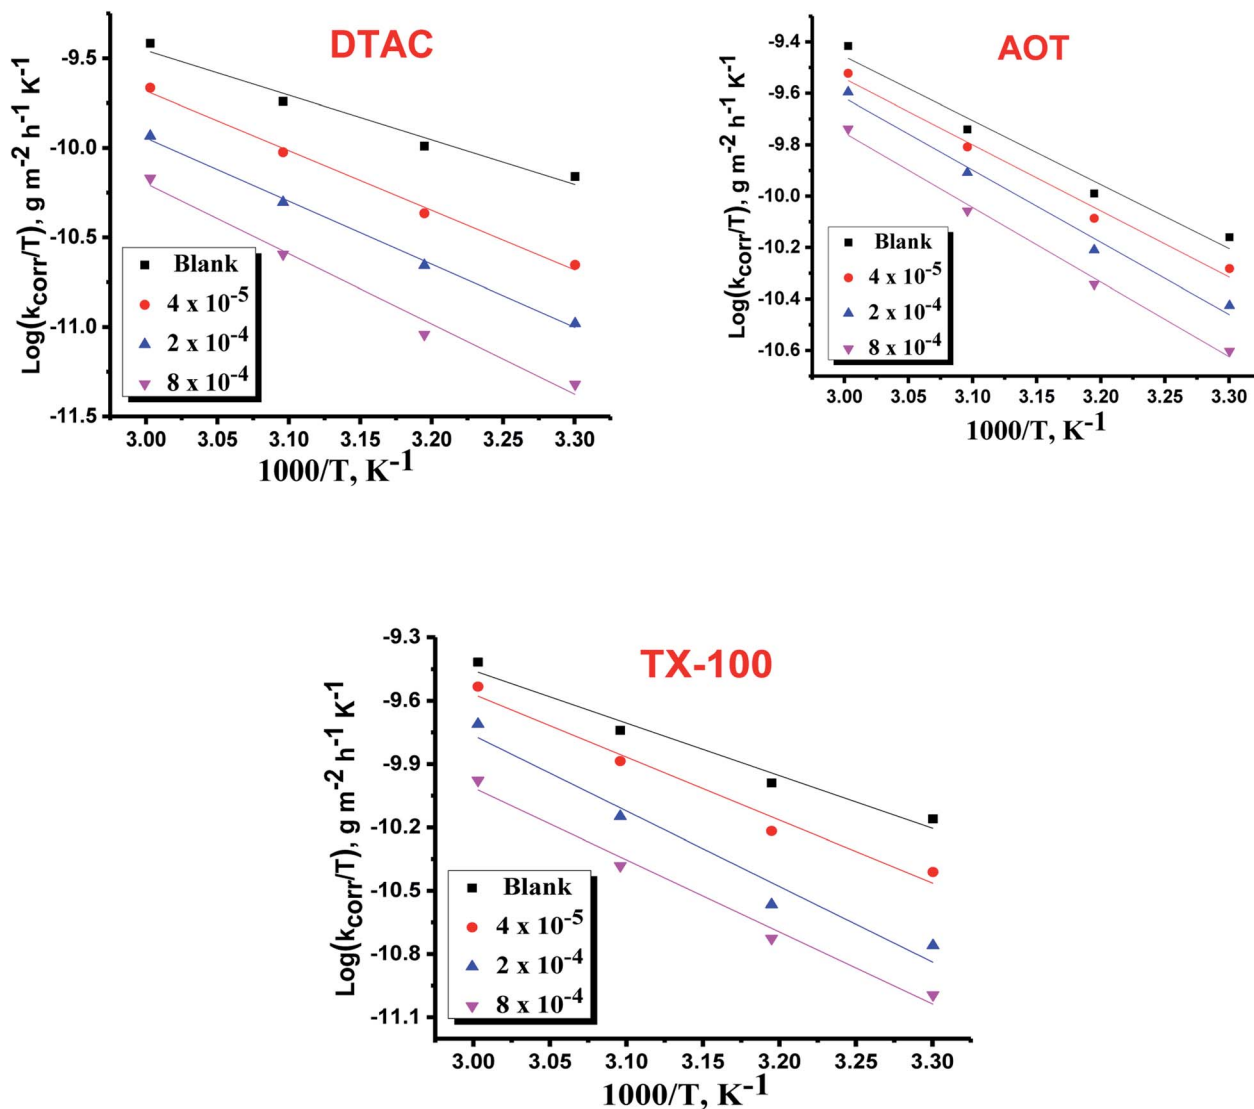 DTAC
Log(k_corr/T), g m⁻² h⁻¹ K⁻¹
-9.5
-10.0
-10.5
-11.0
-11.5
Blank
4 x 10⁻⁵
2 x 10⁻⁴
8 x 10⁻⁴
3.00 3.05 3.10 3.15 3.20 3.25 3.30
1000/T, K⁻¹
AOT
Log(k_corr/T), g m⁻² h⁻¹ K⁻¹
-9.4
-9.6
-9.8
-10.0
-10.2
-10.4
-10.6
Blank
4 x 10⁻⁵
2 x 10⁻⁴
8 x 10⁻⁴
3.00 3.05 3.10 3.15 3.20 3.25 3.30
1000/T, K⁻¹
TX-100
Log(k_corr/T), g m⁻² h⁻¹ K⁻¹
-9.3
-9.6
-9.9
-10.2
-10.5
-10.8
-11.1
Blank
4 x 10⁻⁵
2 x 10⁻⁴
8 x 10⁻⁴
3.00 3.05 3.10 3.15 3.20 3.25 3.30
1000/T, K⁻¹